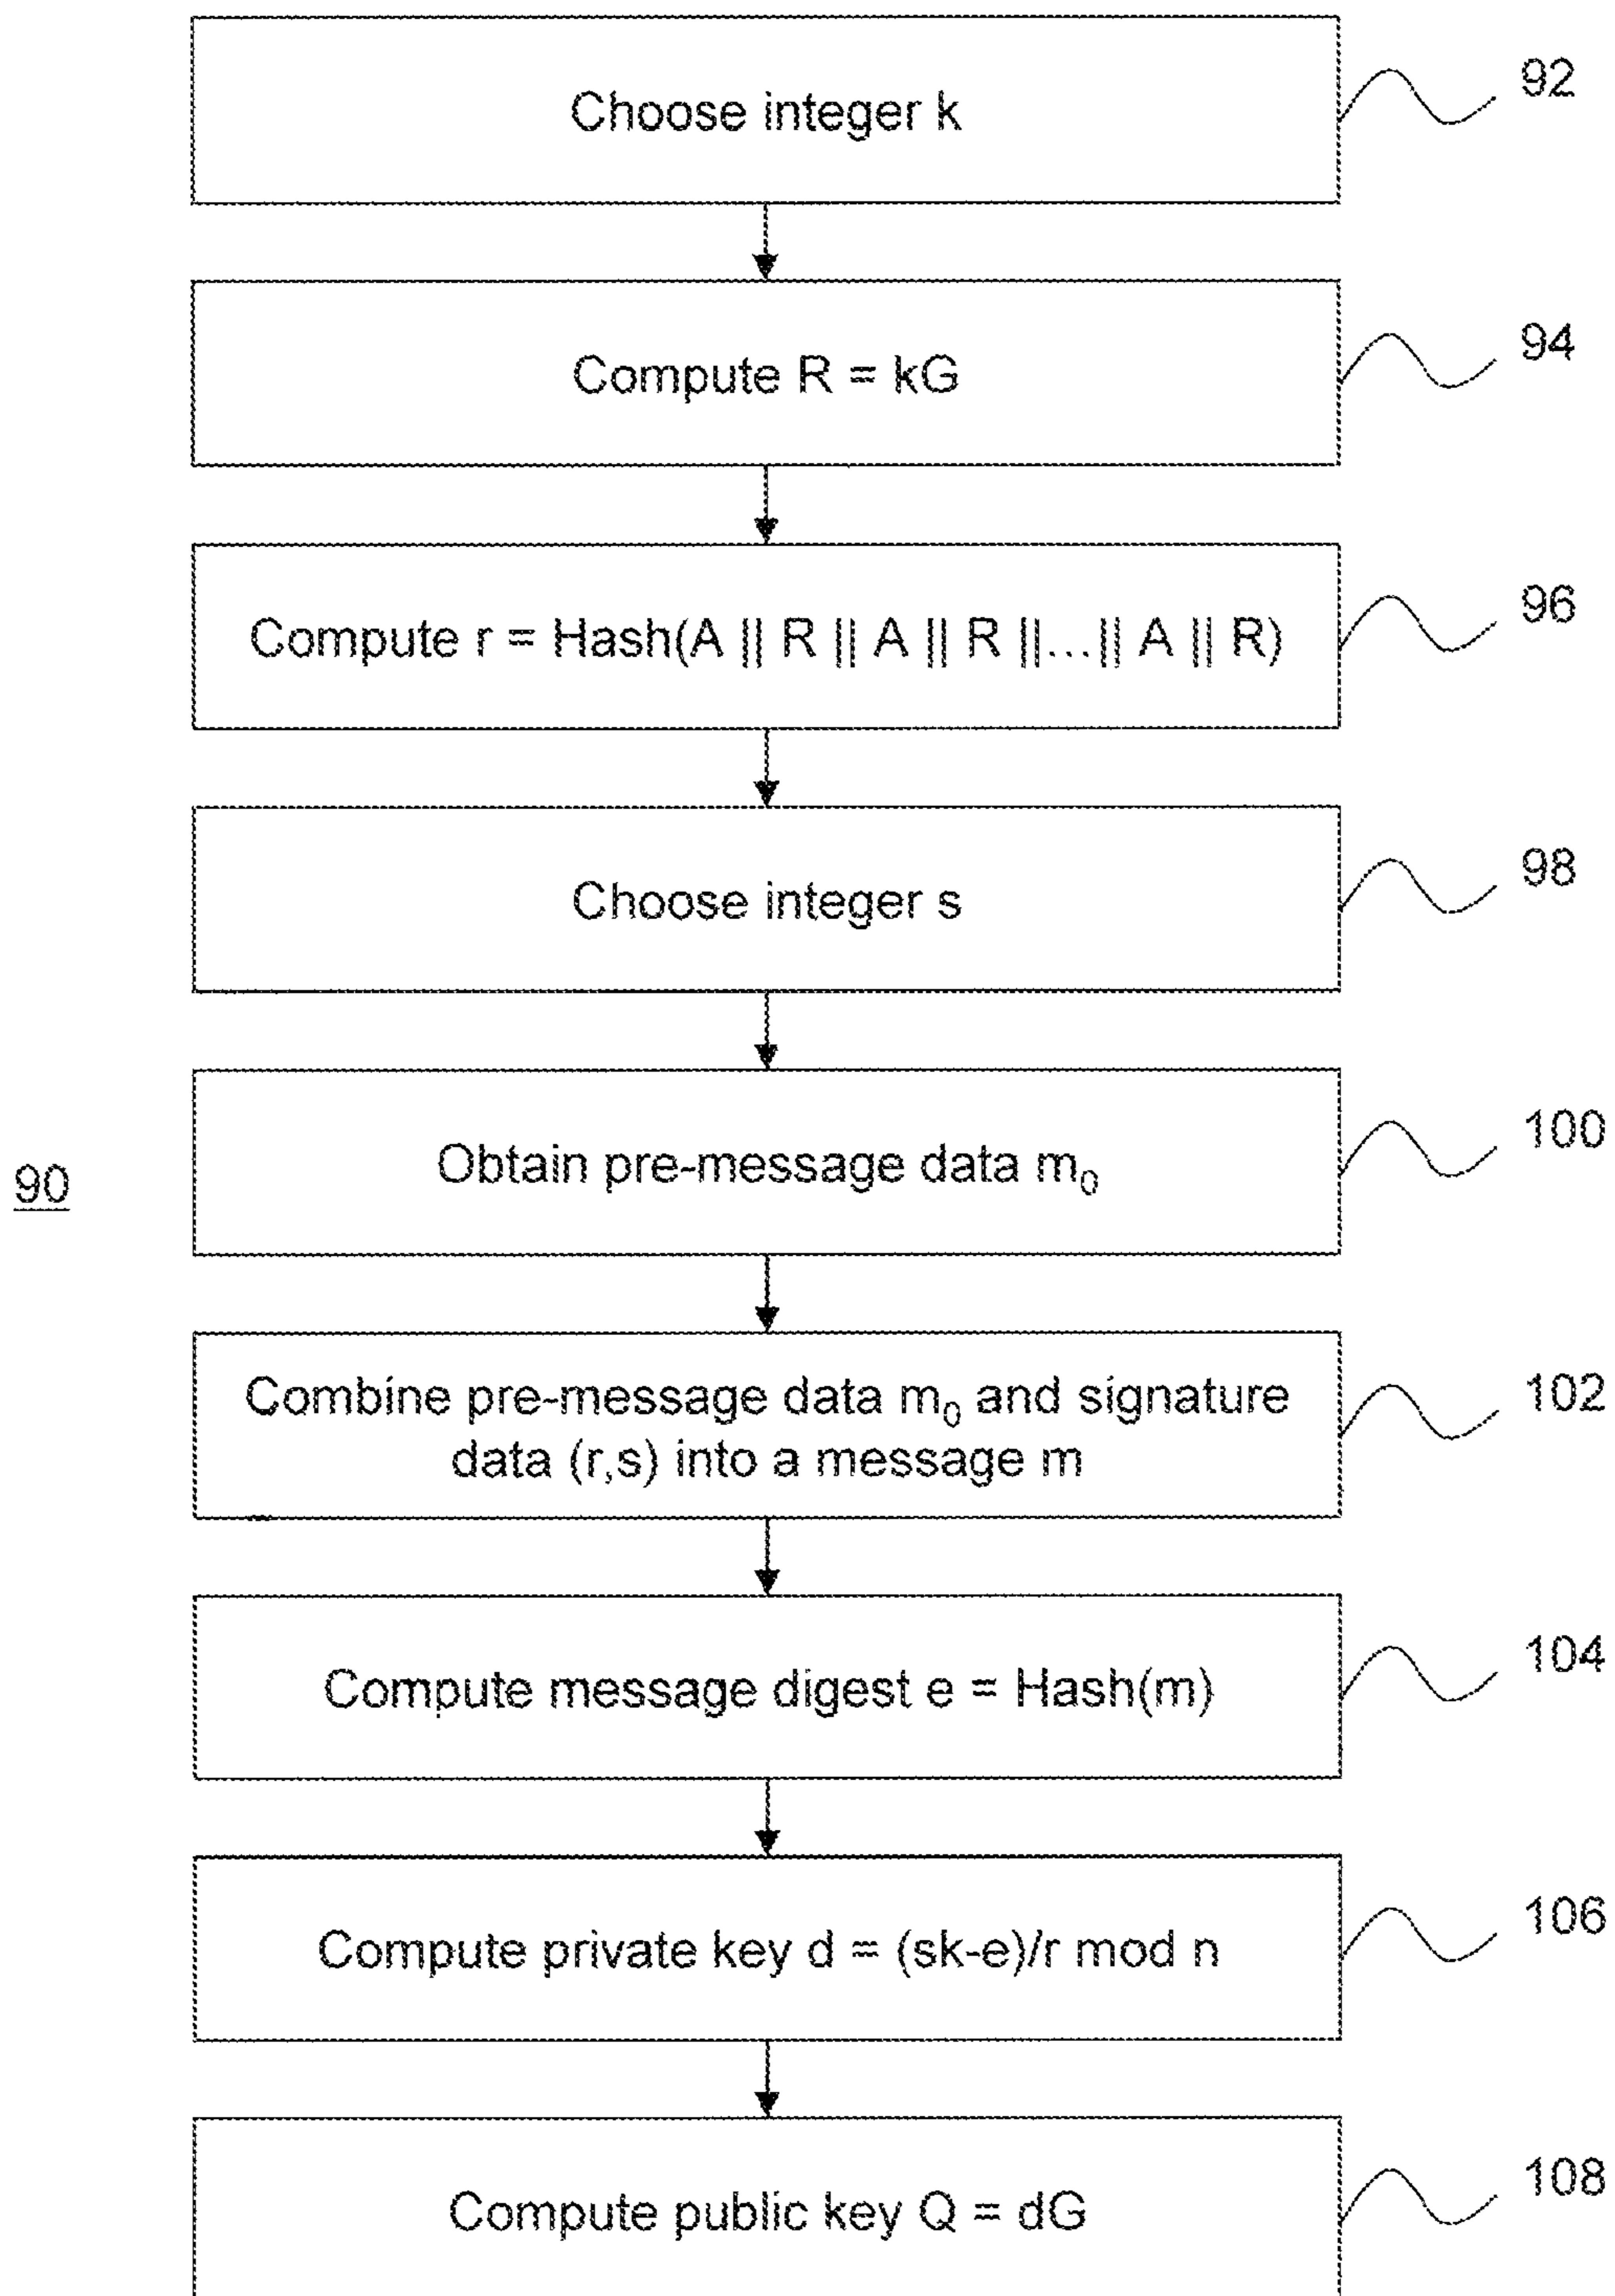 Choose integer k
92
Compute R = kG
94
Compute r = Hash(A || R || A || R ||...|| A || R)
96
Choose integer s
98
Obtain pre-message data m₀
100
90
Combine pre-message data m₀ and signature
data (r,s) into a message m
102
Compute message digest e = Hash(m)
104
Compute private key d = (sk-e)/r mod n
106
Compute public key Q = dG
108